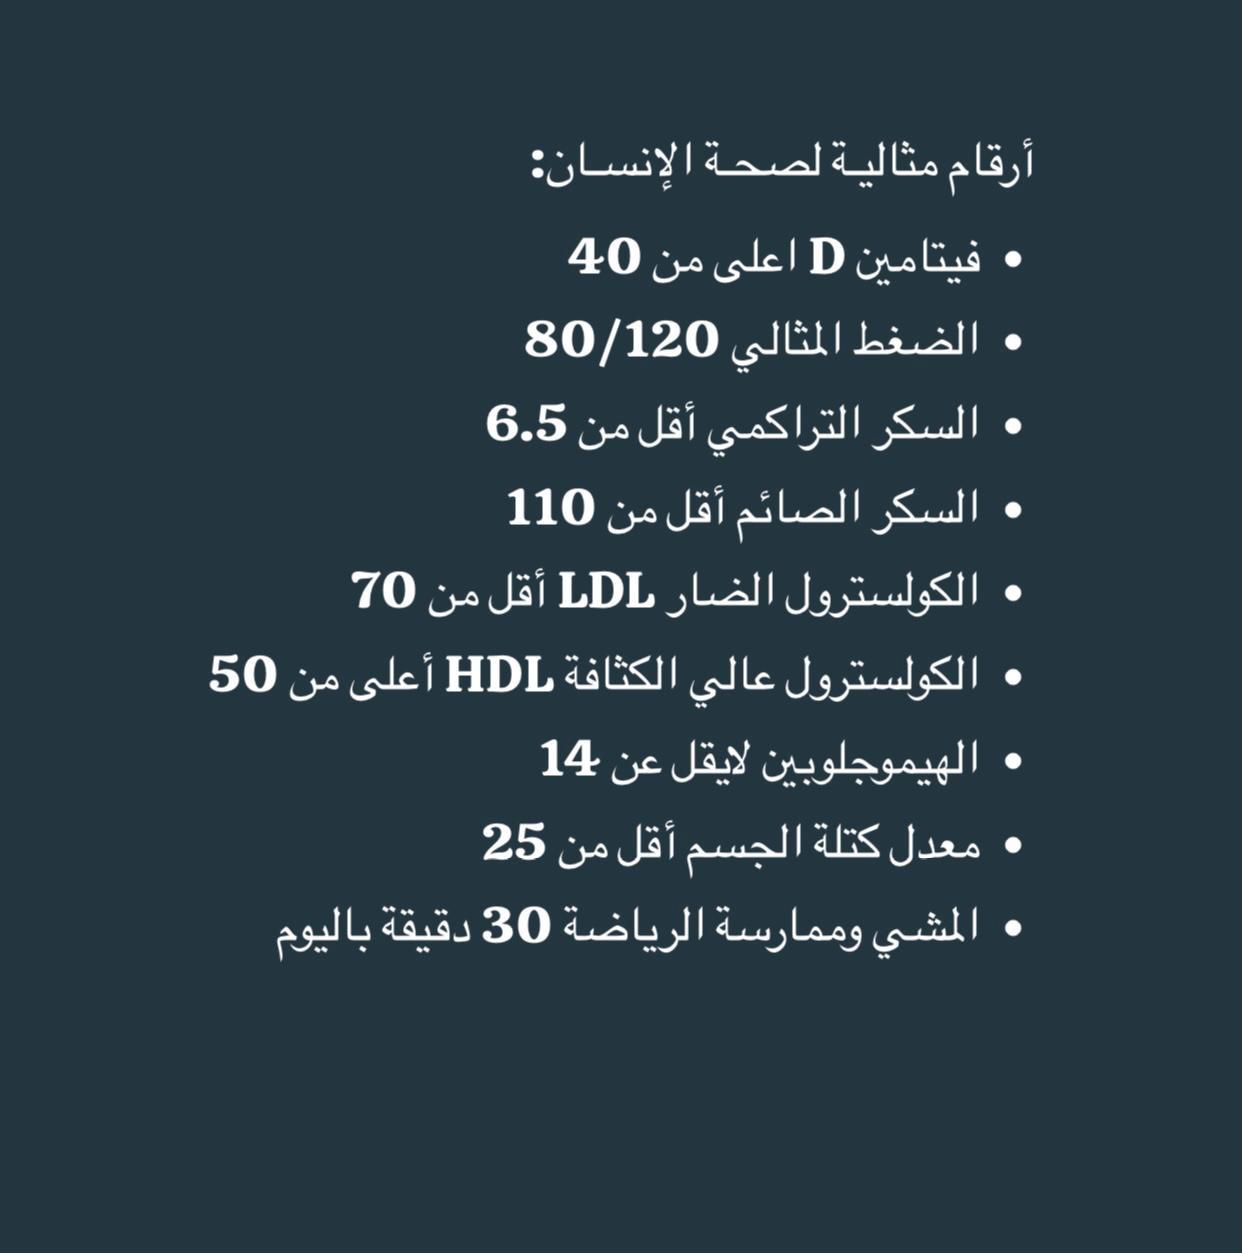 أرقام مثالية لصحة الإنسان:
• فيتامين D اعلى من 40
• الضغط المثالي 80/120
• السكر التراكمي أقل من 6.5
• السكر الصائم أقل من 110
• الكولسترول الضار LDL أقل من 70
• الكولسترول عالي الكثافة HDL أعلى من 50
• الهيموجلوبين لايقل عن 14
• معدل كتلة الجسم أقل من 25
• المشي وممارسة الرياضة 30 دقيقة باليوم